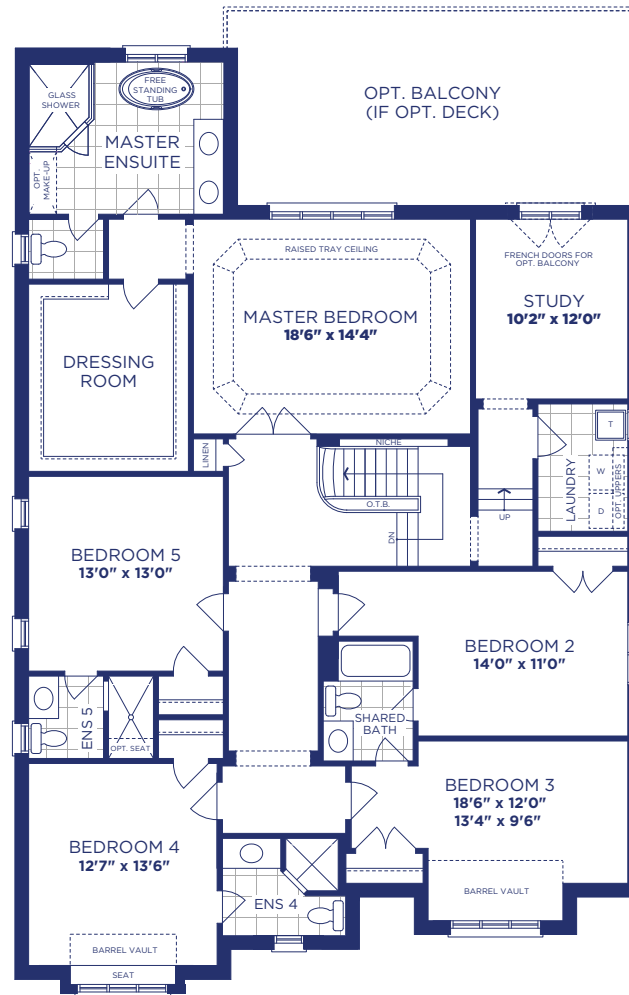 OPT. BALCONY
(IF OPT. DECK)
GLASS
SHOWER
FREE
STANDING
TUB
MASTER
ENSUITE
OPT.
MAKE-UP
RAISED TRAY CEILING
MASTER BEDROOM
18'6" x 14'4"
FRENCH DOORS FOR
OPT. BALCONY
STUDY
10'2" x 12'0"
DRESSING
ROOM
LINEN
NICHE
O.T.B.
DN
UP
LAUNDRY
T
W
D
OPT. UPPERS
BEDROOM 5
13'0" x 13'0"
BEDROOM 2
14'0" x 11'0"
ENS 5
OPT. SEAT
SHARED
BATH
BEDROOM 3
18'6" x 12'0"
13'4" x 9'6"
BARREL VAULT
BEDROOM 4
12'7" x 13'6"
ENS 4
BARREL VAULT
SEAT